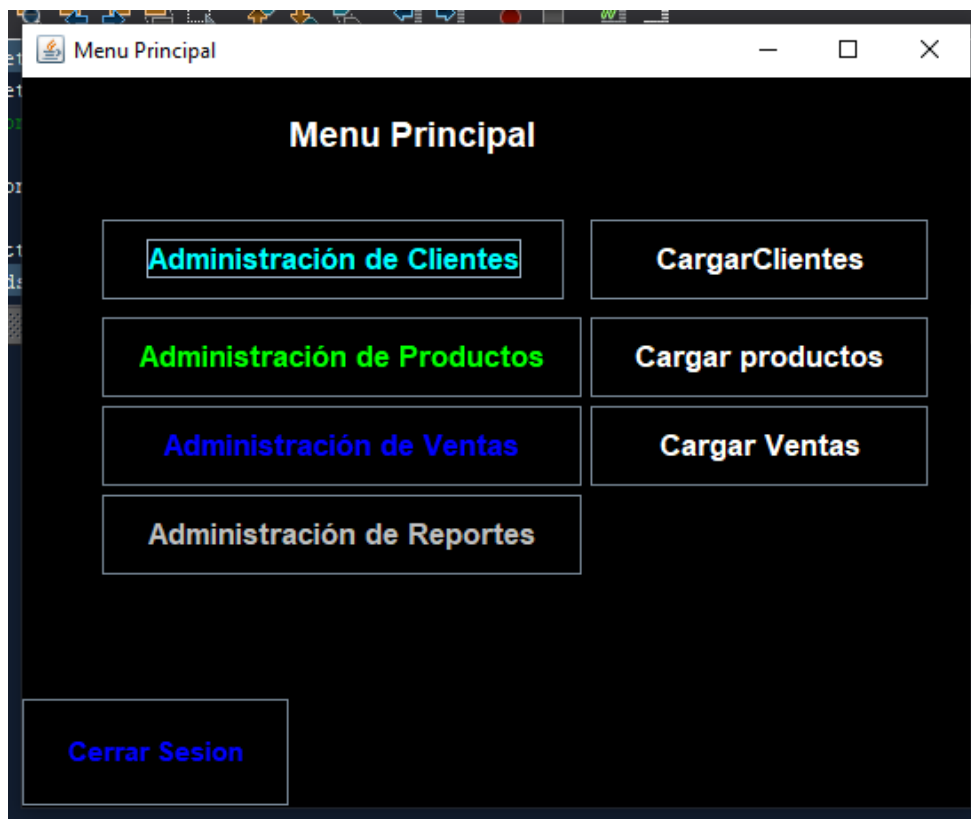 Menu Principal
Menu Principal
Administración de Clientes
CargarClientes
Administración de Productos
Cargar productos
Administración de Ventas
Cargar Ventas
Administración de Reportes
Cerrar Sesion